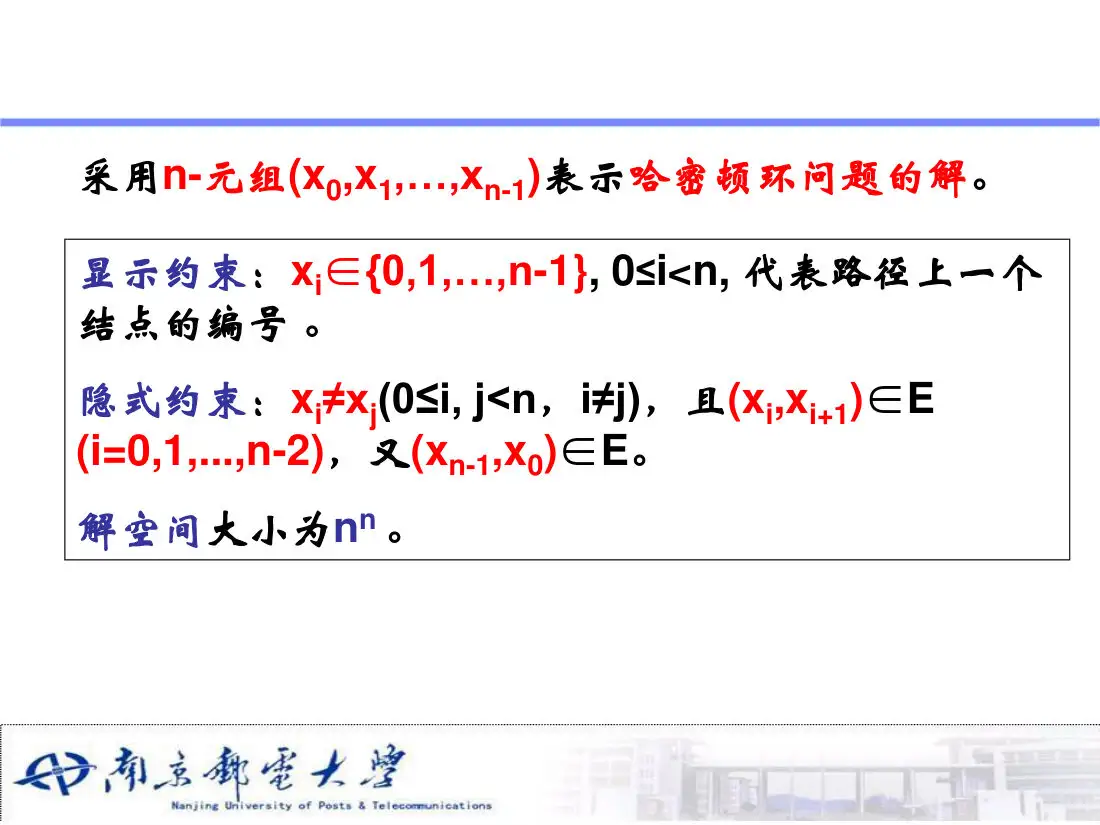 采用n-元组(x0,x1,…,xn-1)表示哈密顿环问题的解。
显示约束：xi∈{0,1,…,n-1}, 0≤i<n, 代表路径上一个
结点的编号 。
隐式约束：xi≠xj(0≤i, j<n，i≠j)，且(xi,xi+1)∈E
(i=0,1,...,n-2)，又(xn-1,x0)∈E。
解空间大小为nⁿ 。
南京邮電大学
Nanjing University of Posts & Telecommunications